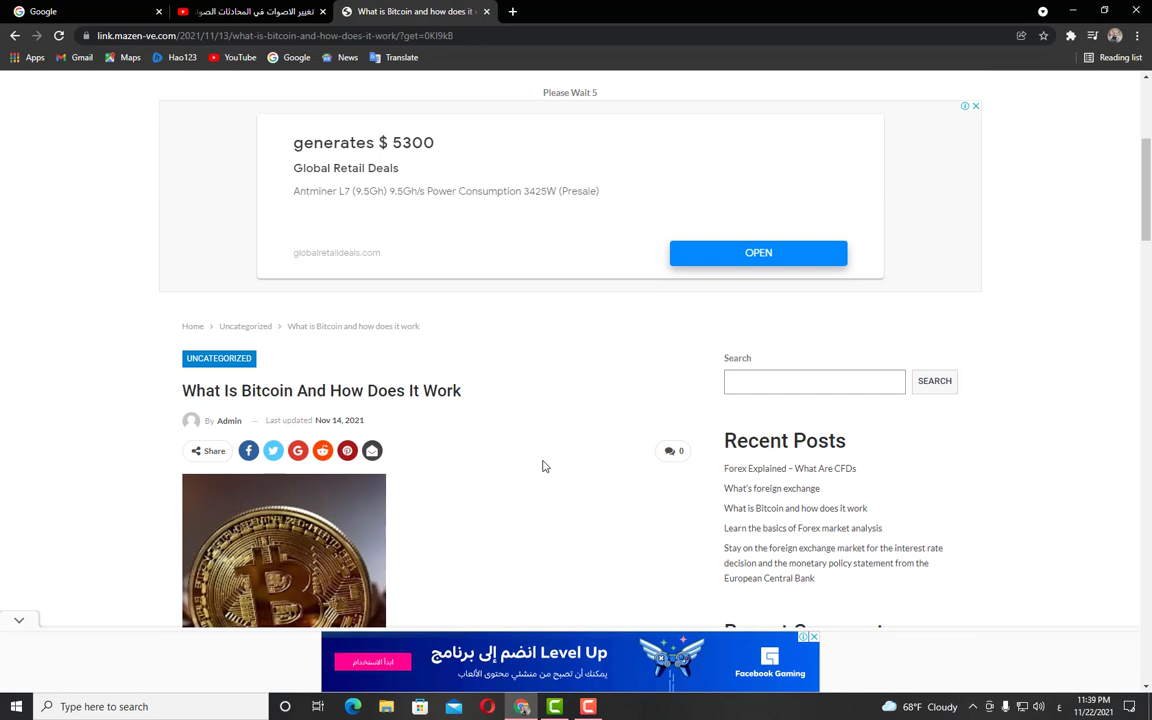 Google
تغيير الاصوات في المحادثات الصو
What is Bitcoin and how does it
link.mazen-ve.com/2021/11/13/what-is-bitcoin-and-how-does-it-work/?get=0KI9kB
Apps Gmail Maps Hao123 YouTube Google News Translate Reading list
Please Wait 5
generates $ 5300
Global Retail Deals
Antminer L7 (9.5Gh) 9.5Gh/s Power Consumption 3425W (Presale)
globalretaildeals.com
OPEN
Home > Uncategorized > What is Bitcoin and how does it work
UNCATEGORIZED
What Is Bitcoin And How Does It Work
By Admin — Last updated Nov 14, 2021
Share
0
Search
SEARCH
Recent Posts
Forex Explained – What Are CFDs
What's foreign exchange
What is Bitcoin and how does it work
Learn the basics of Forex market analysis
Stay on the foreign exchange market for the interest rate
decision and the monetary policy statement from the
European Central Bank
انضم إلى برنامج Level Up
يمكنك أن تصبح من منشئي محتوى الألعاب
ابدأ الاستخدام
Facebook Gaming
Type here to search
68°F Cloudy
ع
11:39 PM
11/22/2021